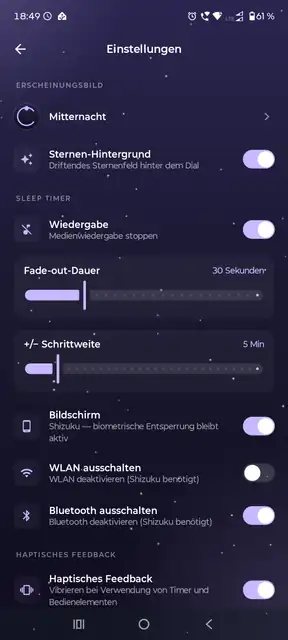 18:49 61 %
Einstellungen
ERSCHEINUNGSBILD
Mitternacht
Sternen-Hintergrund
Driftendes Sternenfeld hinter dem Dial
SLEEP TIMER
Wiedergabe
Medienwiedergabe stoppen
Fade-out-Dauer 30 Sekunden
+/− Schrittweite 5 Min
Bildschirm
Shizuku — biometrische Entsperrung bleibt
aktiv
WLAN ausschalten
WLAN deaktivieren (Shizuku benötigt)
Bluetooth ausschalten
Bluetooth deaktivieren (Shizuku benötigt)
HAPTISCHES FEEDBACK
Haptisches Feedback
Vibrieren bei Verwendung von Timer und
Bedienelementen